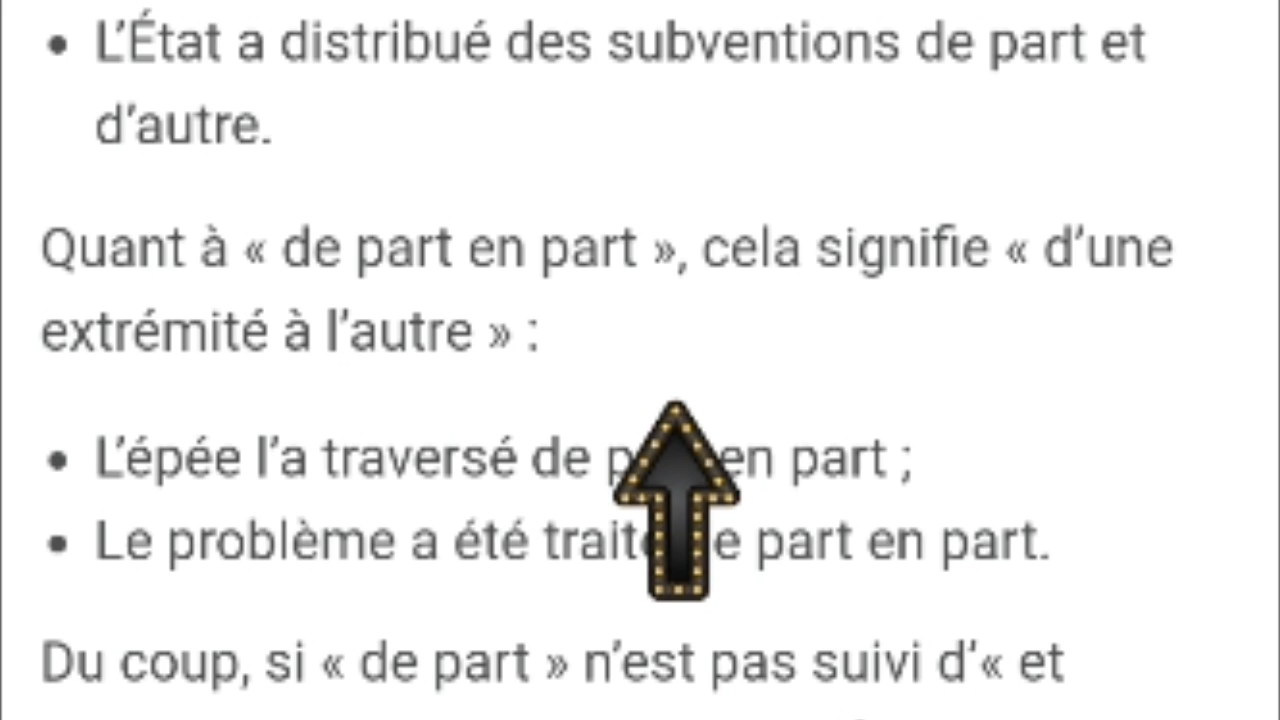 • L’État a distribué des subventions de part et
d’autre.
Quant à « de part en part », cela signifie « d’une
extrémité à l’autre » :
• L’épée l’a traversé de en part ;
• Le problème a été part en part.
Du coup, si « de part » n’est pas suivi d’« et